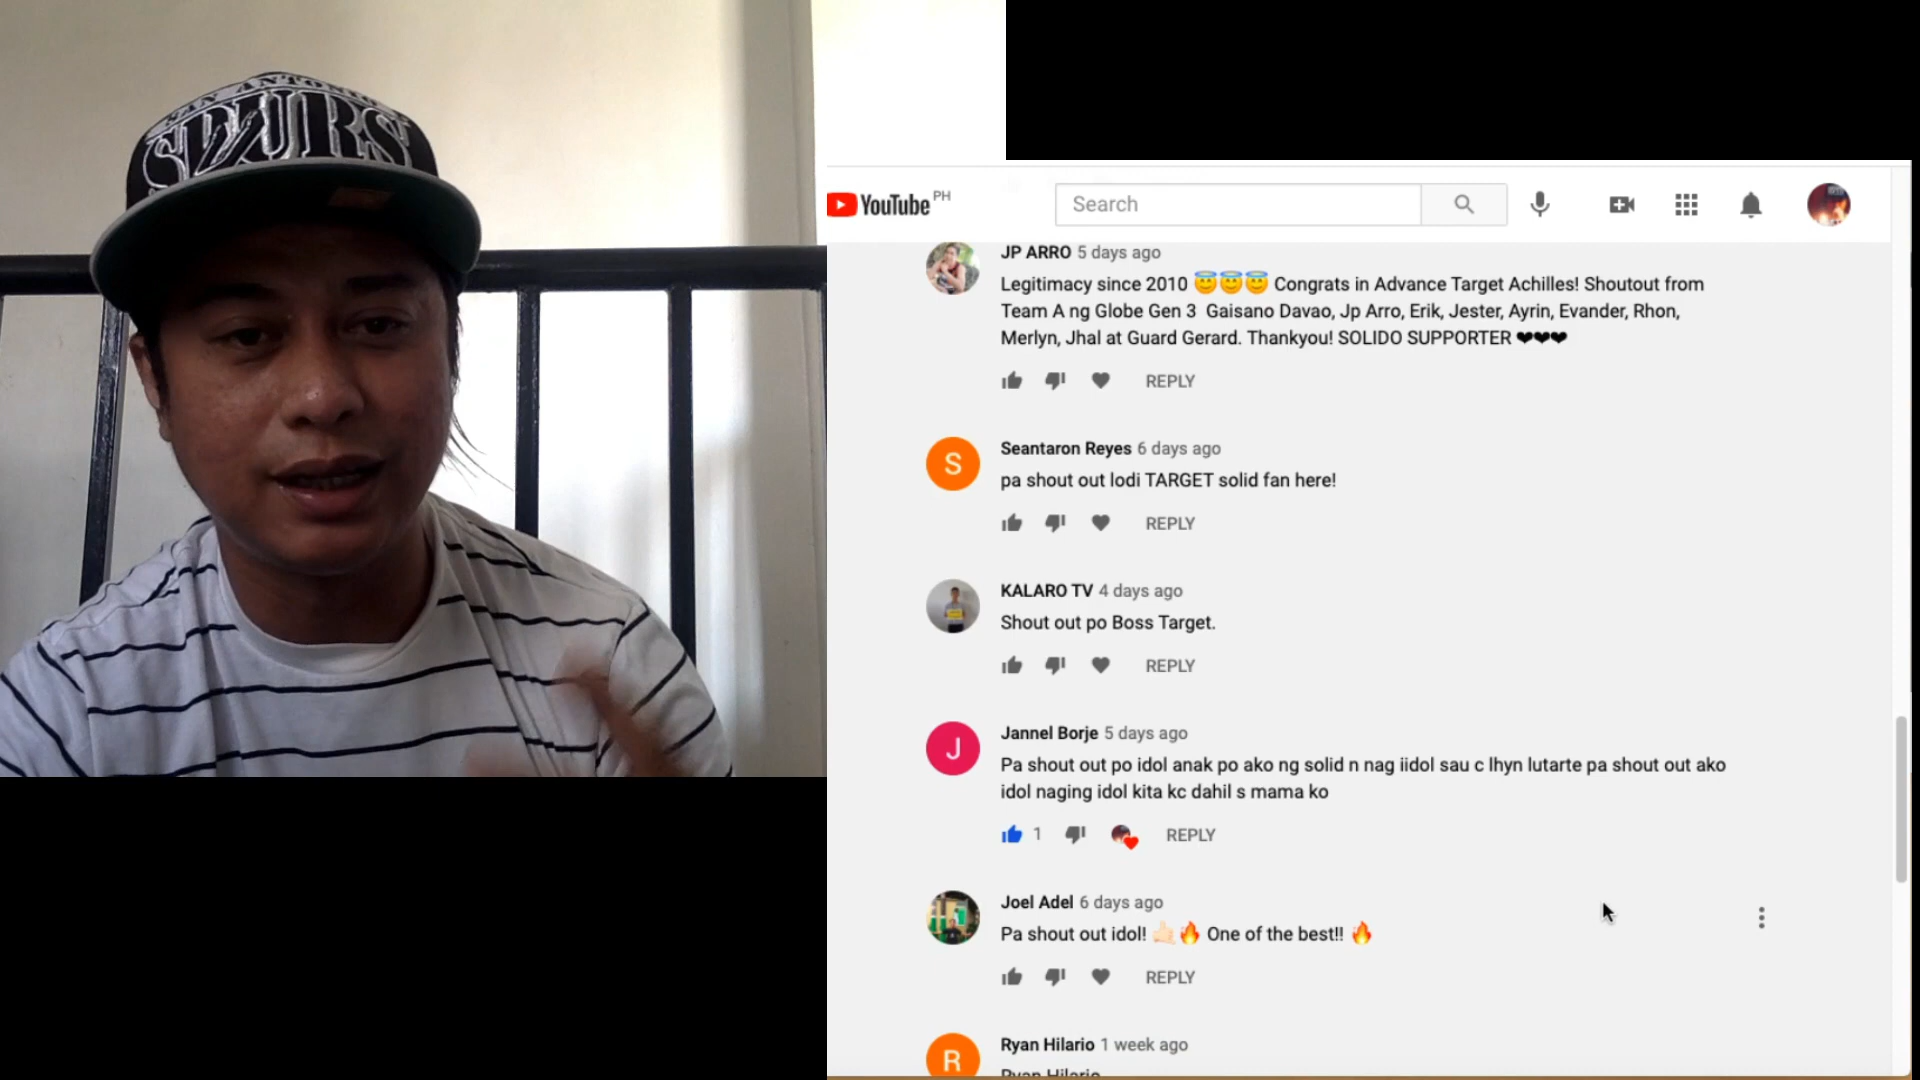 SAN ANTONIO
SPURS
YouTube PH
Search
JP ARRO 5 days ago
Legitimacy since 2010 😇😇😇 Congrats in Advance Target Achilles! Shoutout from
Team A ng Globe Gen 3 Gaisano Davao, Jp Arro, Erik, Jester, Ayrin, Evander, Rhon,
Merlyn, Jhal at Guard Gerard. Thankyou! SOLIDO SUPPORTER ❤❤❤
REPLY
Seantaron Reyes 6 days ago
pa shout out lodi TARGET solid fan here!
REPLY
KALARO TV 4 days ago
Shout out po Boss Target.
REPLY
Jannel Borje 5 days ago
Pa shout out po idol anak po ako ng solid n nag iidol sau c lhyn lutarte pa shout out ako
idol naging idol kita kc dahil s mama ko
1 REPLY
Joel Adel 6 days ago
Pa shout out idol! 🤙🏻🔥 One of the best!! 🔥
REPLY
Ryan Hilario 1 week ago
Ryan Hilario
S
J
R